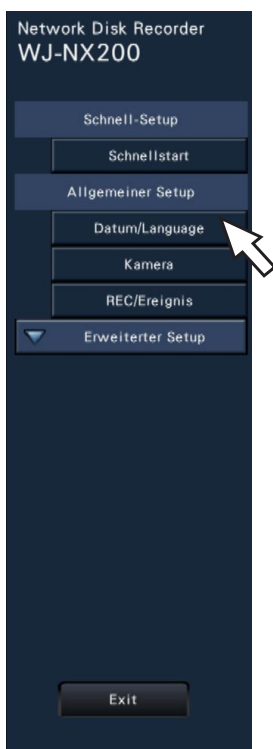 Network Disk Recorder
WJ-NX200
Schnell-Setup
Schnellstart
Allgemeiner Setup
Datum/Language
Kamera
REC/Ereignis
Erweiterter Setup
Exit